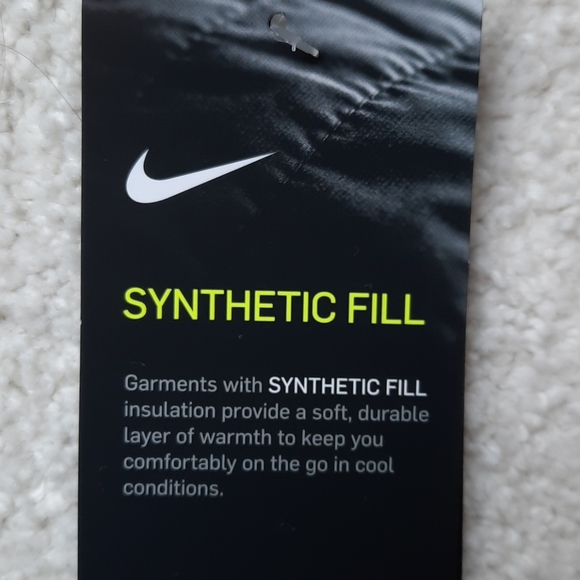 SYNTHETIC FILL
Garments with SYNTHETIC FILL
insulation provide a soft, durable
layer of warmth to keep you
comfortably on the go in cool
conditions.